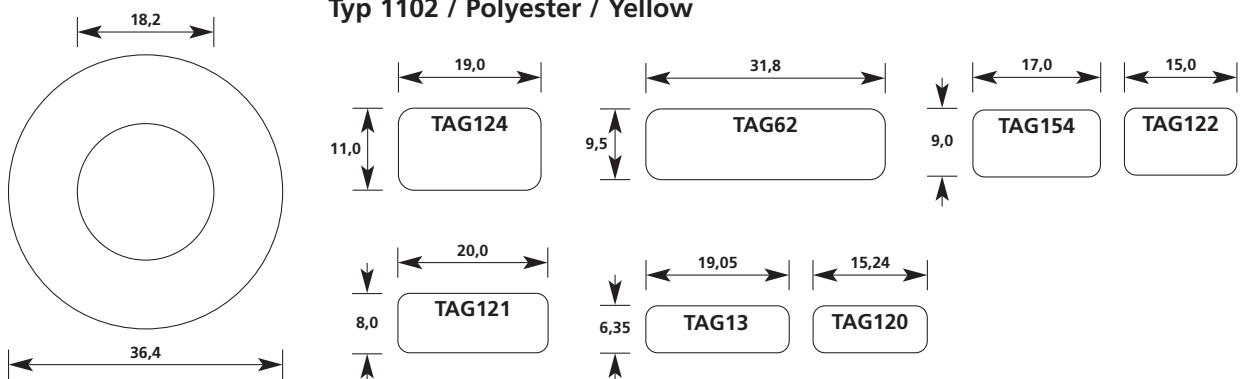 Typ 1102 / Polyester / Yellow
18,2
19,0
31,8
17,0
15,0
TAG124
TAG62
TAG154
TAG122
11,0
9,5
9,0
20,0
19,05
15,24
TAG121
TAG13
TAG120
8,0
6,35
36,4